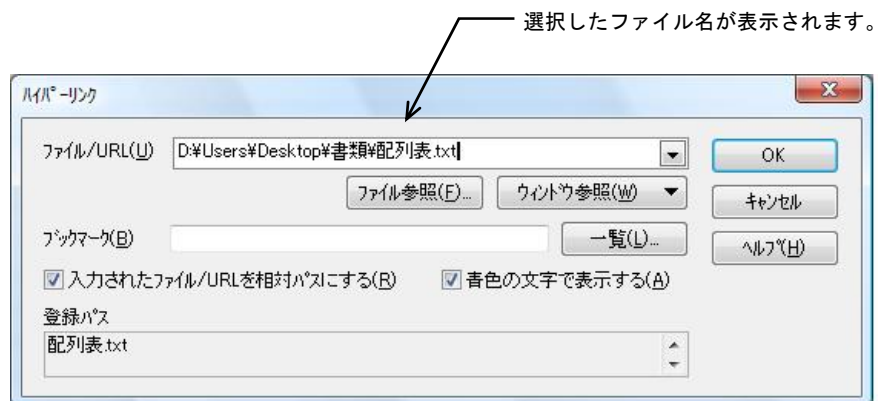 選択したファイル名が表示されます。
ﾊｲﾊﾟｰﾘﾝｸ
ﾌｧｲﾙ/URL(U) D:¥Users¥Desktop¥書類¥配列表.txt OK
ﾌｧｲﾙ参照(F)... ｳｨﾝﾄﾞｳ参照(W) ｷｬﾝｾﾙ
ﾌﾞｯｸﾏｰｸ(B) 一覧(L)... ﾍﾙﾌﾟ(H)
入力されたﾌｧｲﾙ/URLを相対ﾊﾟｽにする(R) 青色の文字で表示する(A)
登録ﾊﾟｽ
配列表.txt